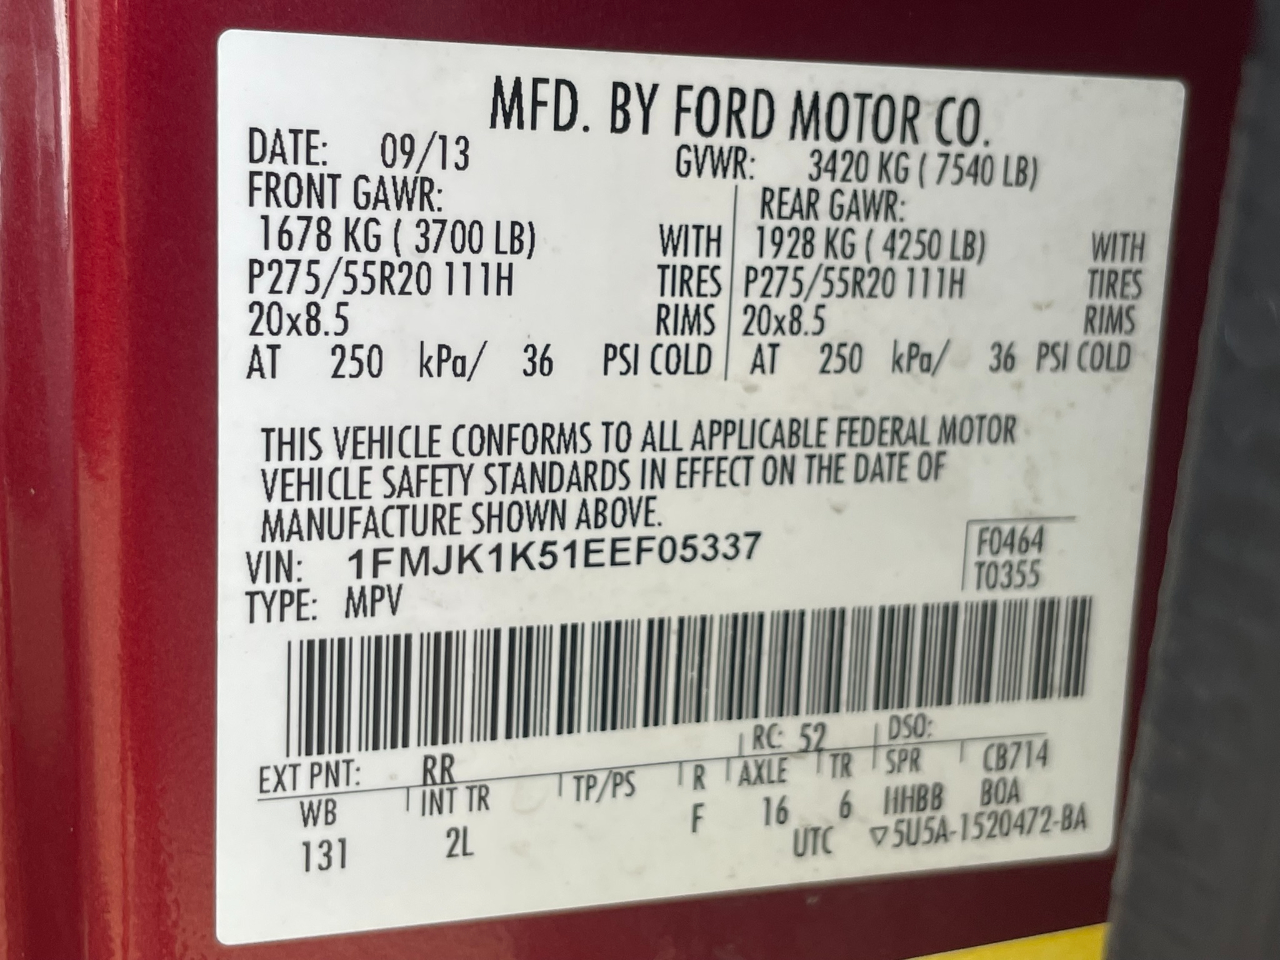 MFD. BY FORD MOTOR CO.
DATE: 09/13 GVWR: 3420 KG ( 7540 LB)
FRONT GAWR: REAR GAWR:
1678 KG ( 3700 LB) WITH 1928 KG ( 4250 LB) WITH
P275/55R20 111H TIRES P275/55R20 111H TIRES
20x8.5 RIMS 20x8.5 RIMS
AT 250 kPa/ 36 PSI COLD AT 250 kPa/ 36 PSI COLD
THIS VEHICLE CONFORMS TO ALL APPLICABLE FEDERAL MOTOR
VEHICLE SAFETY STANDARDS IN EFFECT ON THE DATE OF
MANUFACTURE SHOWN ABOVE.
VIN: 1FMJK1K51EEF05337 F0464
TYPE: MPV T0355
EXT PNT: RR RC: 52 DSO:
WB INT TR TP/PS R AXLE TR SPR CB714
131 2L F 16 6 HHBB BOA
UTC ▽5U5A-1520472-BA